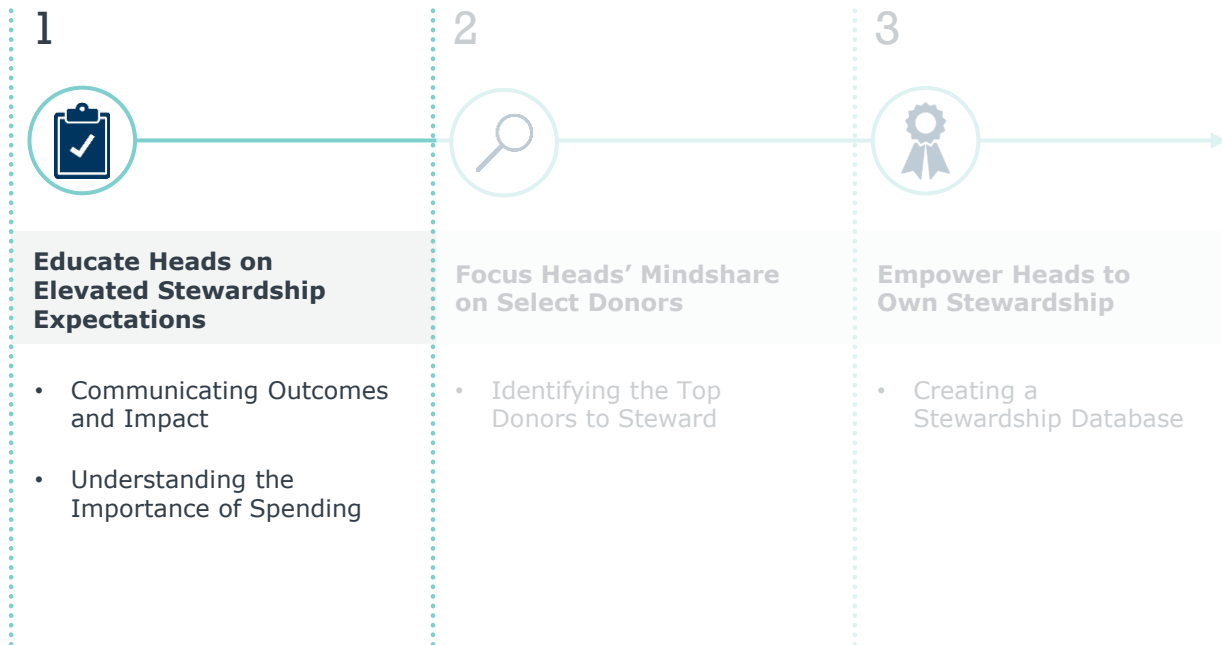 1
Educate Heads on
Elevated Stewardship
Expectations
• Communicating Outcomes
and Impact
• Understanding the
Importance of Spending
2
Focus Heads’ Mindshare
on Select Donors
• Identifying the Top
Donors to Steward
3
Empower Heads to
Own Stewardship
• Creating a
Stewardship Database